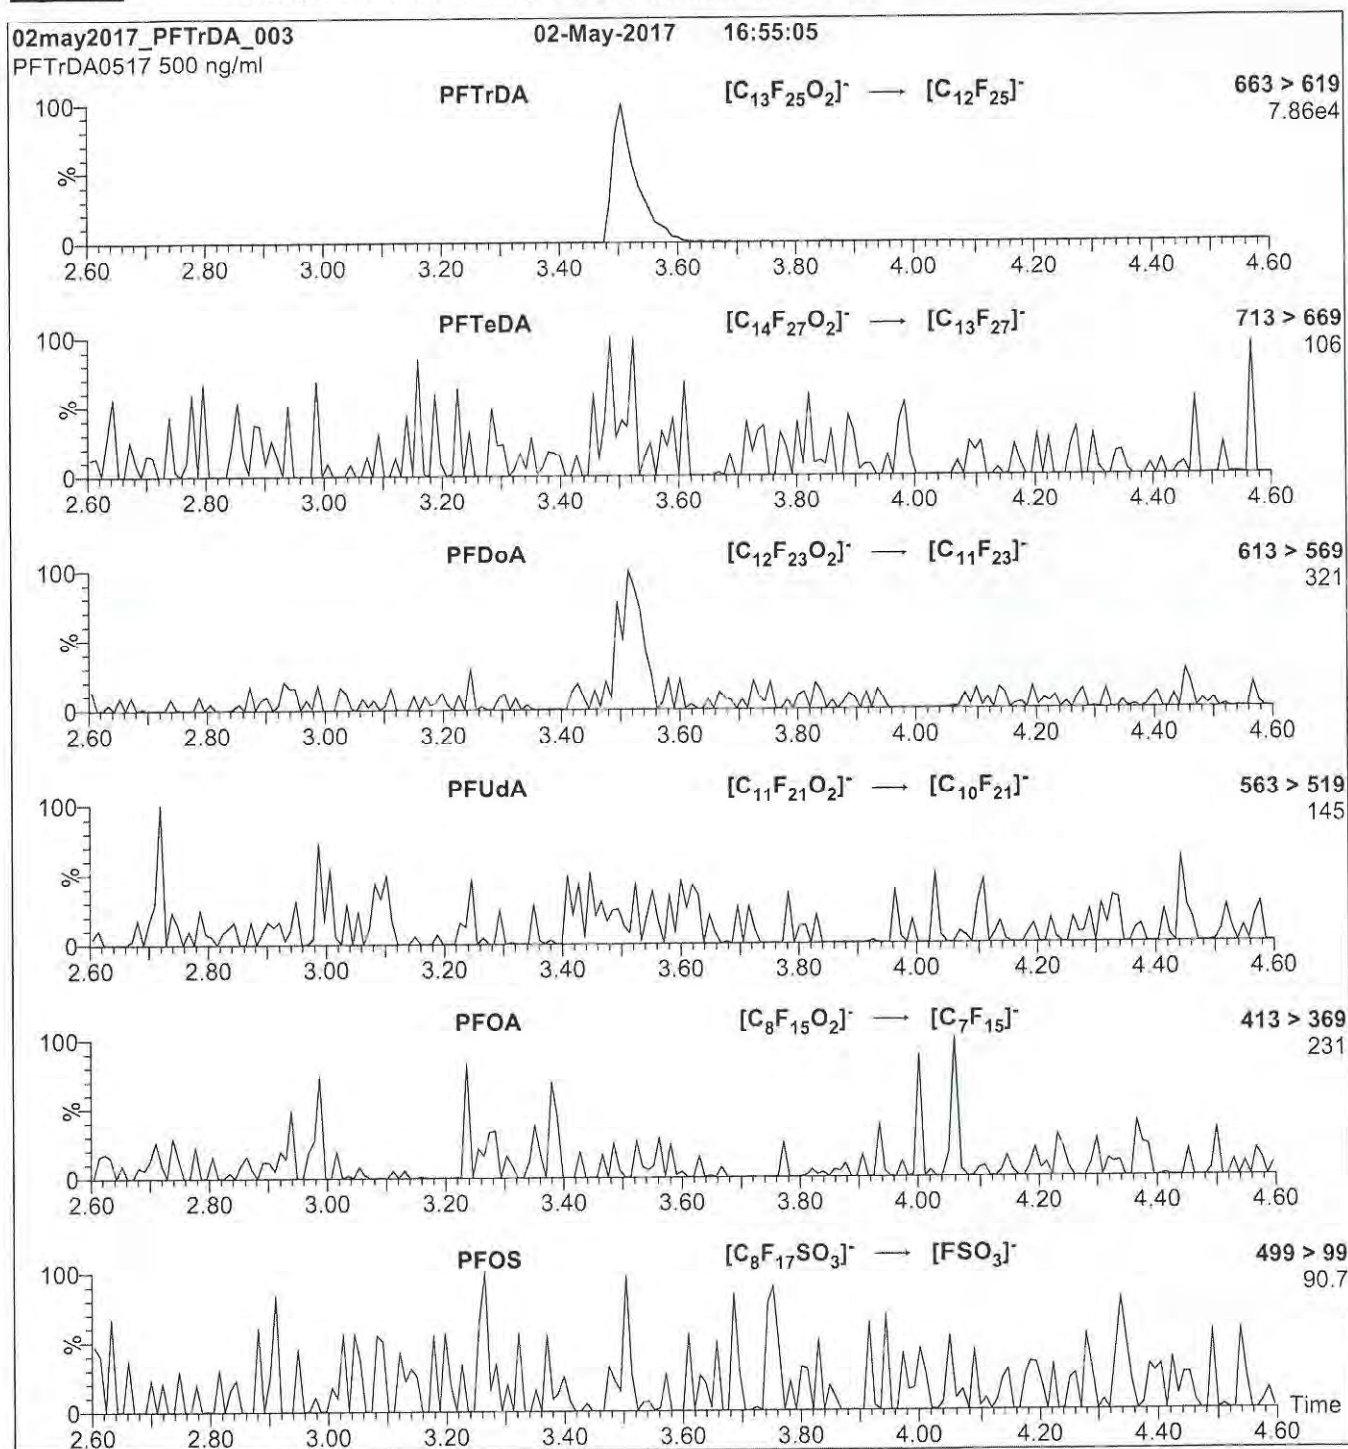 02may2017_PFTrDA_003 02-May-2017 16:55:05
PFTrDA0517 500 ng/ml
PFTrDA [C₁₃F₂₅O₂]⁻ → [C₁₂F₂₅]⁻ 663 > 619
7.86e4
100
%
0
2.60 2.80 3.00 3.20 3.40 3.60 3.80 4.00 4.20 4.40 4.60
PFTeDA [C₁₄F₂₇O₂]⁻ → [C₁₃F₂₇]⁻ 713 > 669
106
100
%
0
2.60 2.80 3.00 3.20 3.40 3.60 3.80 4.00 4.20 4.40 4.60
PFDoA [C₁₂F₂₃O₂]⁻ → [C₁₁F₂₃]⁻ 613 > 569
321
100
%
0
2.60 2.80 3.00 3.20 3.40 3.60 3.80 4.00 4.20 4.40 4.60
PFUdA [C₁₁F₂₁O₂]⁻ → [C₁₀F₂₁]⁻ 563 > 519
145
100
%
0
2.60 2.80 3.00 3.20 3.40 3.60 3.80 4.00 4.20 4.40 4.60
PFOA [C₈F₁₅O₂]⁻ → [C₇F₁₅]⁻ 413 > 369
231
100
%
0
2.60 2.80 3.00 3.20 3.40 3.60 3.80 4.00 4.20 4.40 4.60
PFOS [C₈F₁₇SO₃]⁻ → [FSO₃]⁻ 499 > 99
90.7
100
%
0
Time
2.60 2.80 3.00 3.20 3.40 3.60 3.80 4.00 4.20 4.40 4.60